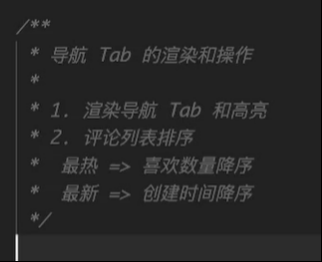 /**
 * 导航 Tab 的渲染和操作
 *
 * 1. 渲染导航 Tab 和高亮
 * 2. 评论列表排序
 *  最热 => 喜欢数量降序
 *  最新 => 创建时间降序
 */